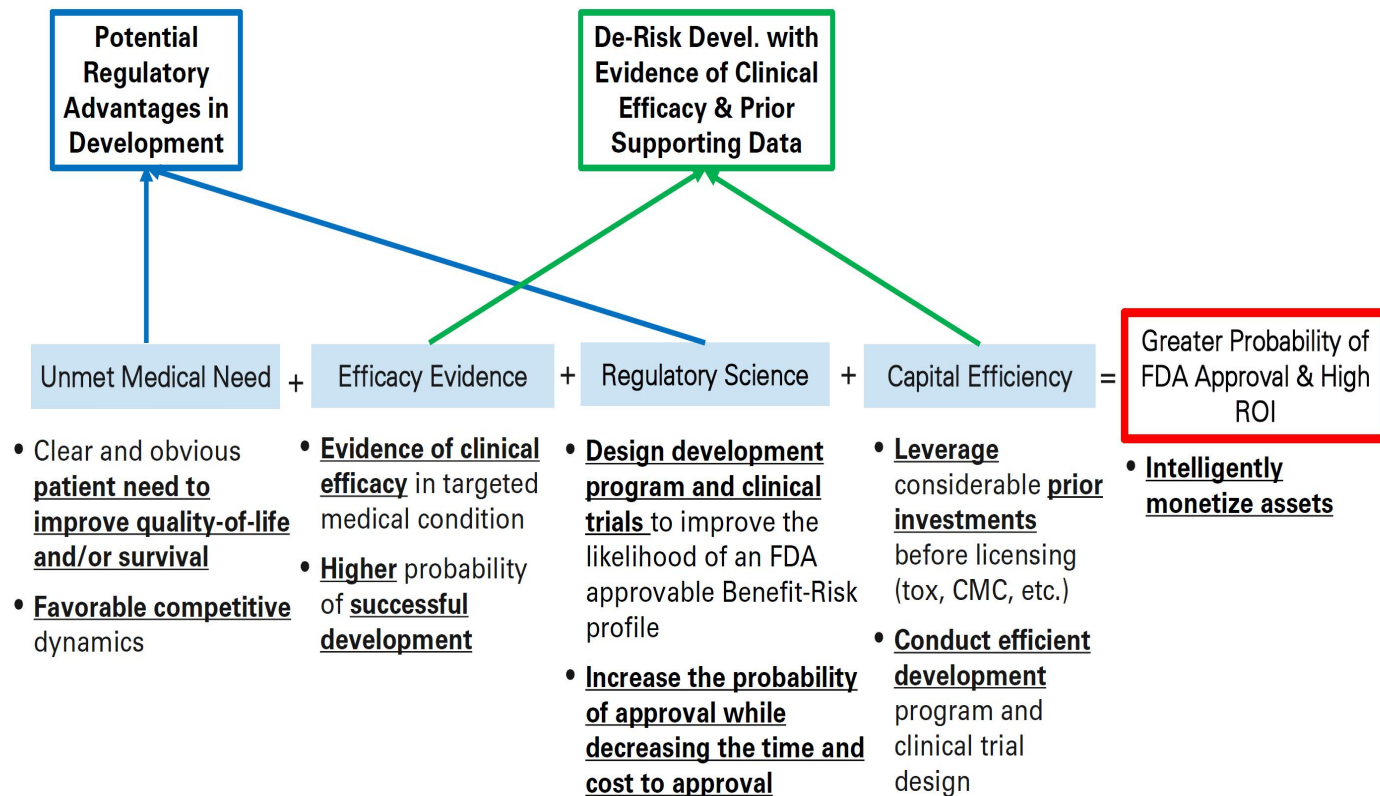 Potential
Regulatory
Advantages in
Development
De-Risk Devel. with
Evidence of Clinical
Efficacy & Prior
Supporting Data
Unmet Medical Need
+
Efficacy Evidence
+
Regulatory Science
+
Capital Efficiency
=
Greater Probability of
FDA Approval & High
ROI
• Clear and obvious
patient need to
improve quality-of-life
and/or survival
• Favorable competitive
dynamics
• Evidence of clinical
efficacy in targeted
medical condition
• Higher probability
of successful
development
• Design development
program and clinical
trials to improve the
likelihood of an FDA
approvable Benefit-Risk
profile
• Increase the probability
of approval while
decreasing the time and
cost to approval
• Leverage
considerable prior
investments
before licensing
(tox, CMC, etc.)
• Conduct efficient
development
program and
clinical trial
design
• Intelligently
monetize assets